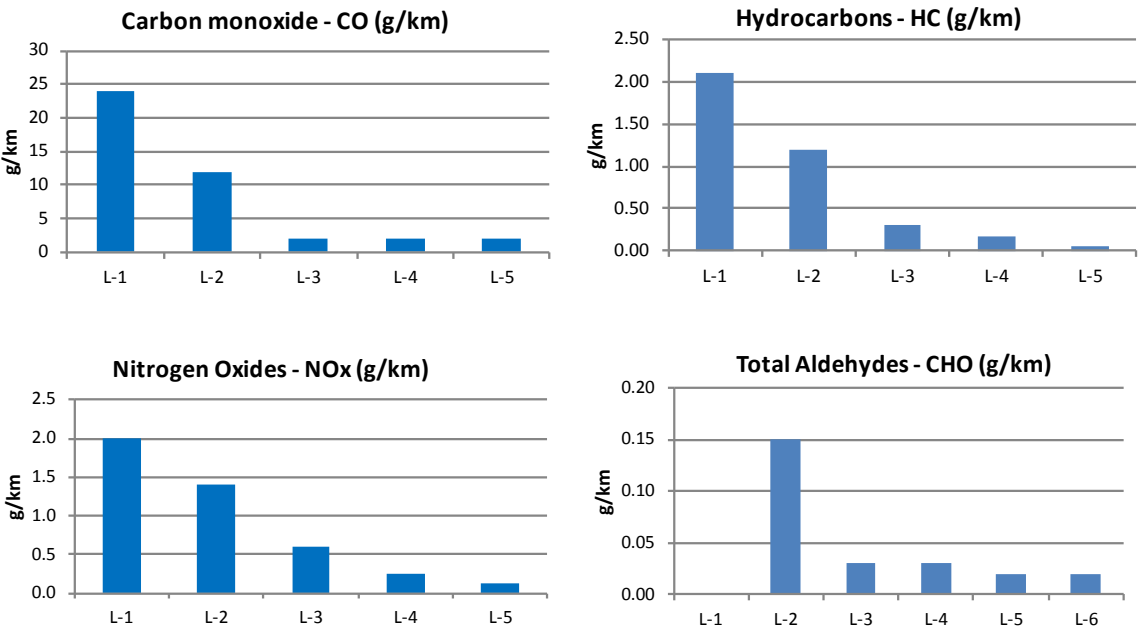 Carbon monoxide - CO (g/km)
30
25
20
15
10
5
0
g/km
L-1 L-2 L-3 L-4 L-5
Hydrocarbons - HC (g/km)
2.50
2.00
1.50
1.00
0.50
0.00
g/km
L-1 L-2 L-3 L-4 L-5
Nitrogen Oxides - NOx (g/km)
2.5
2.0
1.5
1.0
0.5
0.0
g/km
L-1 L-2 L-3 L-4 L-5
Total Aldehydes - CHO (g/km)
0.20
0.15
0.10
0.05
0.00
g/km
L-1 L-2 L-3 L-4 L-5 L-6